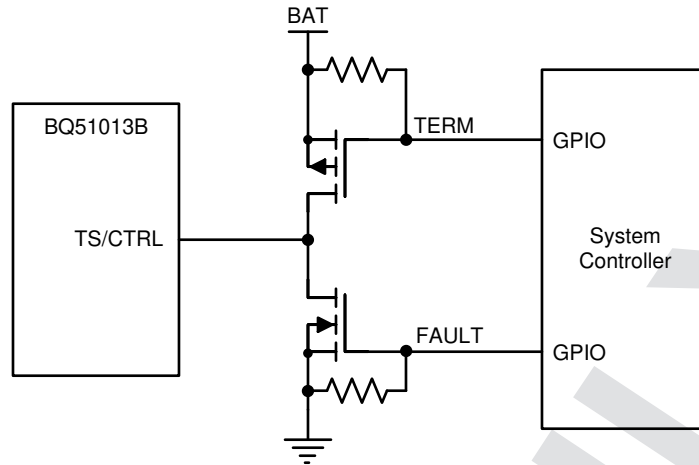 BAT
BQ51013B
TERM
GPIO
TS/CTRL
System
Controller
FAULT
GPIO